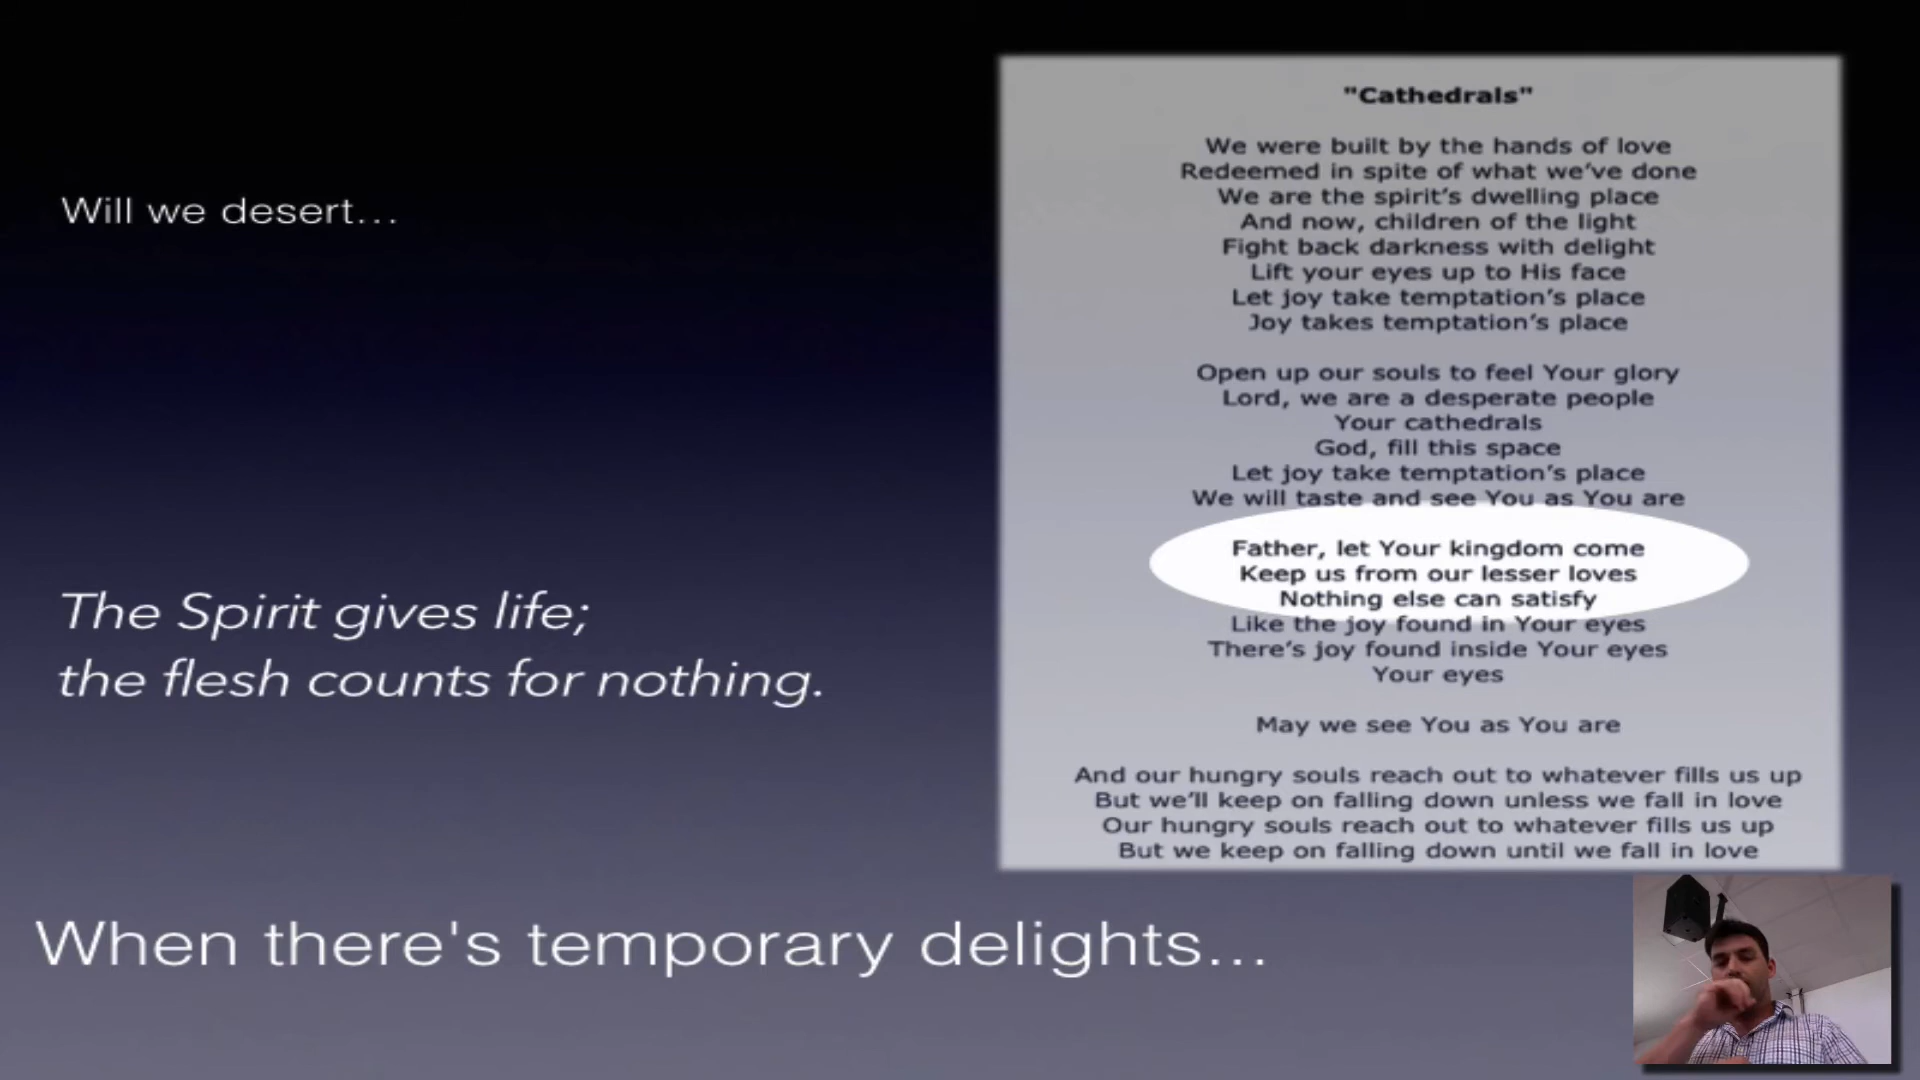 Will we desert...
The Spirit gives life;
the flesh counts for nothing.
When there's temporary delights...
"Cathedrals"
We were built by the hands of love
Redeemed in spite of what we've done
We are the spirit's dwelling place
And now, children of the light
Fight back darkness with delight
Lift your eyes up to His face
Let joy take temptation's place
Joy takes temptation's place
Open up our souls to feel Your glory
Lord, we are a desperate people
Your cathedrals
God, fill this space
Let joy take temptation's place
We will taste and see You as You are
Father, let Your kingdom come
Keep us from our lesser loves
Nothing else can satisfy
Like the joy found in Your eyes
There's joy found inside Your eyes
Your eyes
May we see You as You are
And our hungry souls reach out to whatever fills us up
But we'll keep on falling down unless we fall in love
Our hungry souls reach out to whatever fills us up
But we keep on falling down until we fall in love